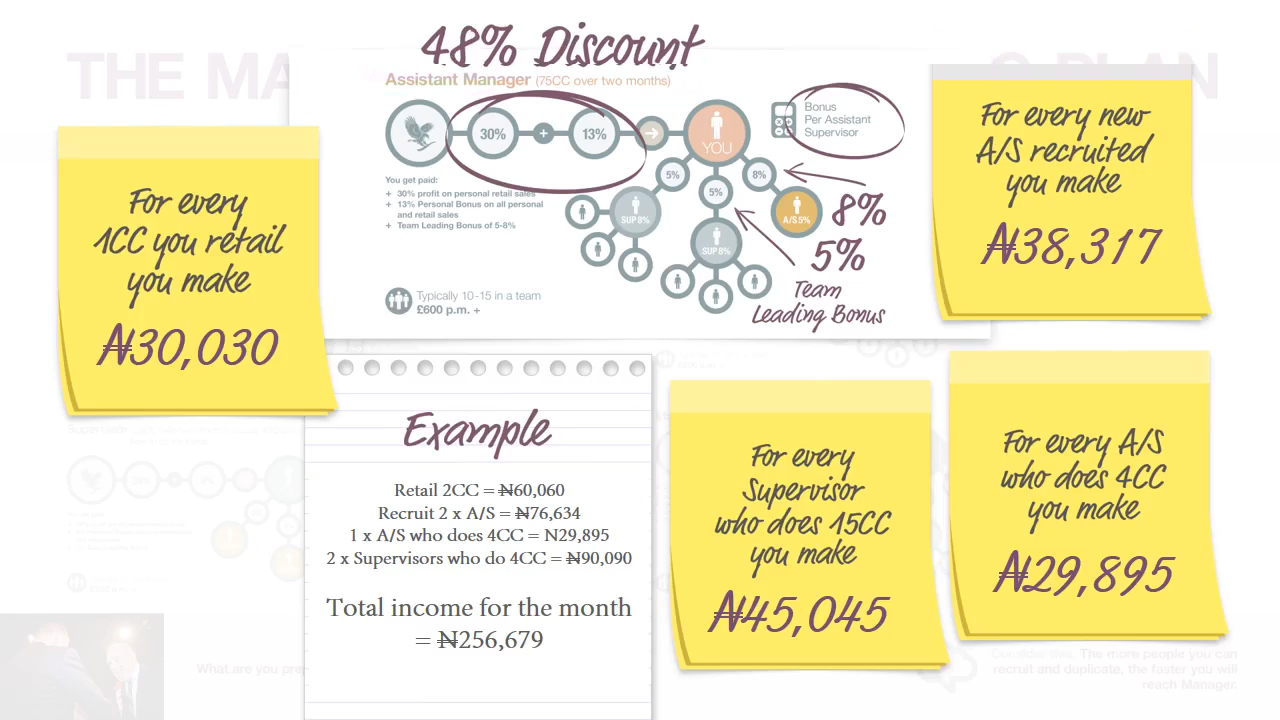 THE MA
G PLAN
48% Discount
Assistant Manager (75CC over two months)
30% + 13%
YOU
Bonus
Per Assistant
Supervisor
5%
5%
8%
You get paid:
+ 30% profit on personal retail sales
+ 13% Personal Bonus on all personal
and retail sales
+ Team Leading Bonus of 5-8%
SUP 8%
SUP 8%
A/S 5%
8%
5%
Team
Leading Bonus
Typically 10-15 in a team
£600 p.m. +
For every
1CC you retail
you make
₦30,030
For every new
A/S recruited
you make
₦38,317
Example
Retail 2CC = ₦60,060
Recruit 2 x A/S = ₦76,634
1 x A/S who does 4CC = N29,895
2 x Supervisors who do 4CC = ₦90,090
Total income for the month
= ₦256,679
For every
Supervisor
who does 15CC
you make
₦45,045
For every A/S
who does 4CC
you make
₦29,895
What are you pre
The more people you can
recruit and duplicate, the faster you will
reach Manager.